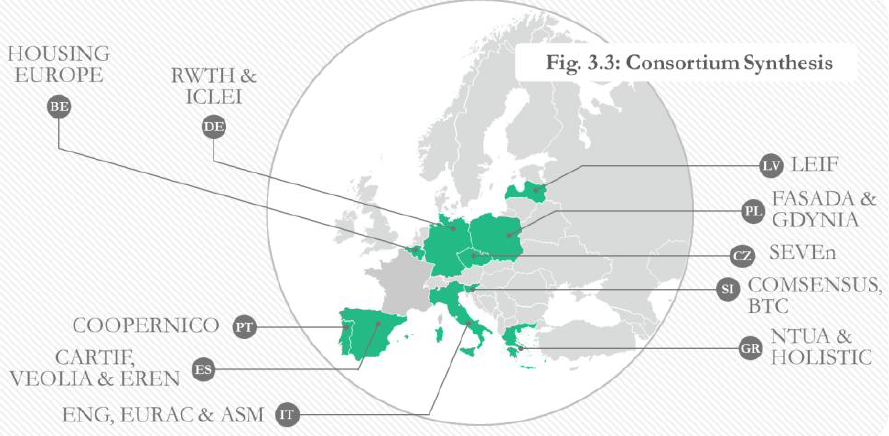 Fig. 3.3: Consortium Synthesis
HOUSING
EUROPE
BE
RWTH &
ICLEI
DE
LV LEIF
PL FASADA &
GDYNIA
CZ SEVEn
SI COMSENSUS,
BTC
GR NTUA &
HOLISTIC
COOPERNICO PT
CARTIF,
VEOLIA & EREN ES
ENG, EURAC & ASM IT